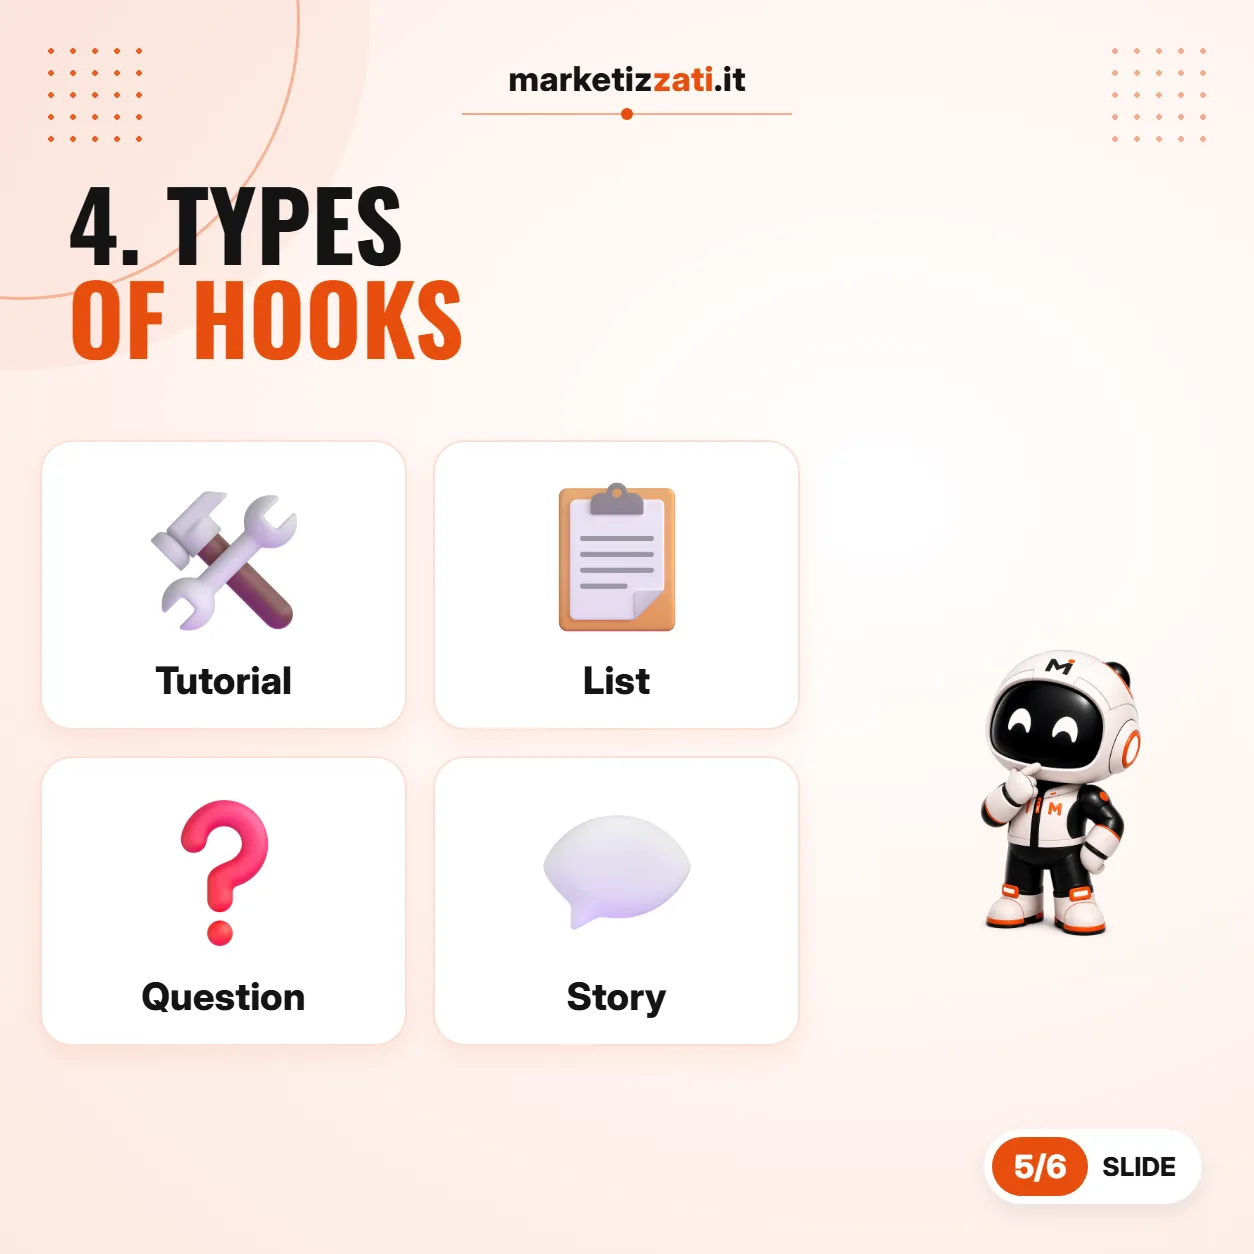 marketizzati.it
4. TYPES
OF HOOKS
Tutorial
List
Question
Story
M
M
5/6 SLIDE